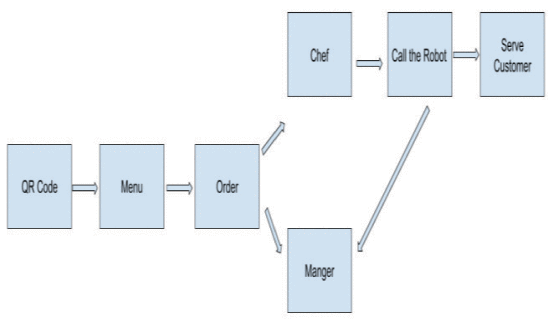 QR Code
Menu
Order
Chef
Call the Robot
Serve
Customer
Manger